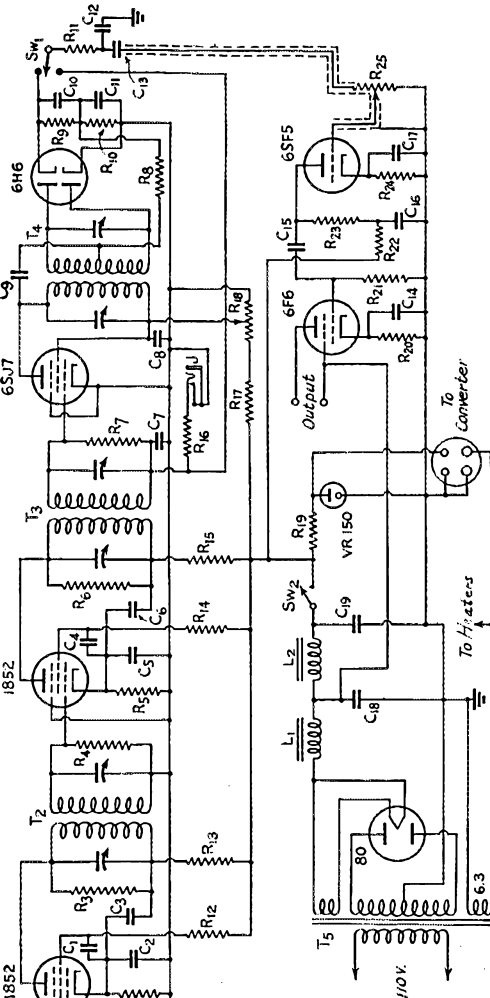 1852
1852
6SJ7
C9
6H6
T2
T3
T4
Sw1
R3
C1
R4
C4
R6
R7
R9
C10
R11
C12
C3
C2
R5
C5
C6
C7
C8
R8
R10
C11
C13
R12
R13
R14
R15
R16
J
R17
R18
T5
110V.
80
6.3
L1
L2
C18
C19
Sw2
R19
VR 150
Output
6F6
C15
6SF5
R25
R20
C14
R21
R22
R23
C16
R24
C17
To Heaters
To
Converter